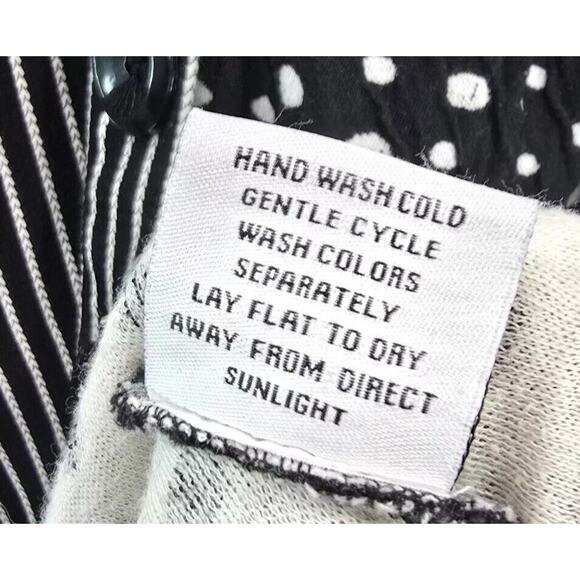 HAND WASH COLD
GENTLE CYCLE
WASH COLORS
SEPARATELY
LAY FLAT TO DRY
AWAY FROM DIRECT
SUNLIGHT